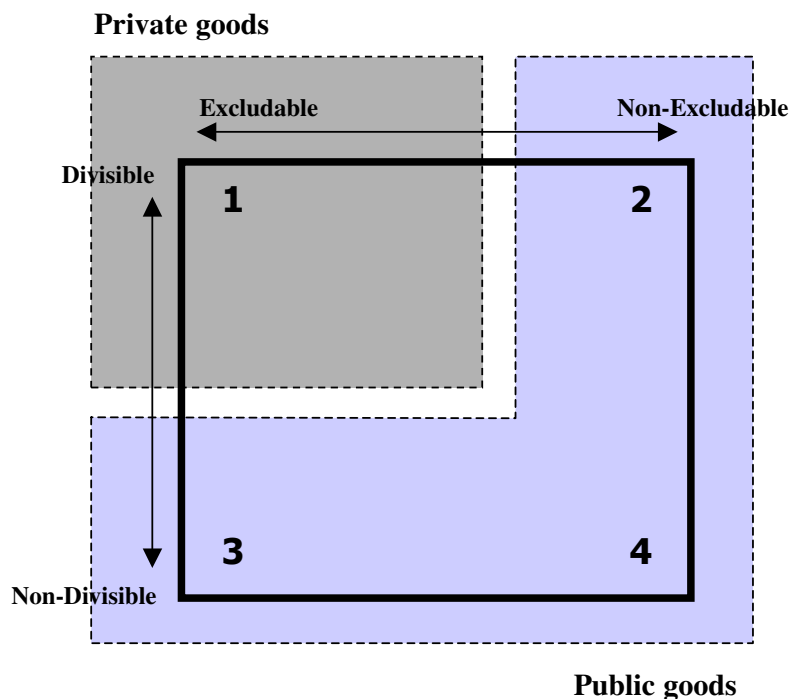 Private goods
Excludable Non-Excludable
Divisible
1 2
3 4
Non-Divisible
Public goods